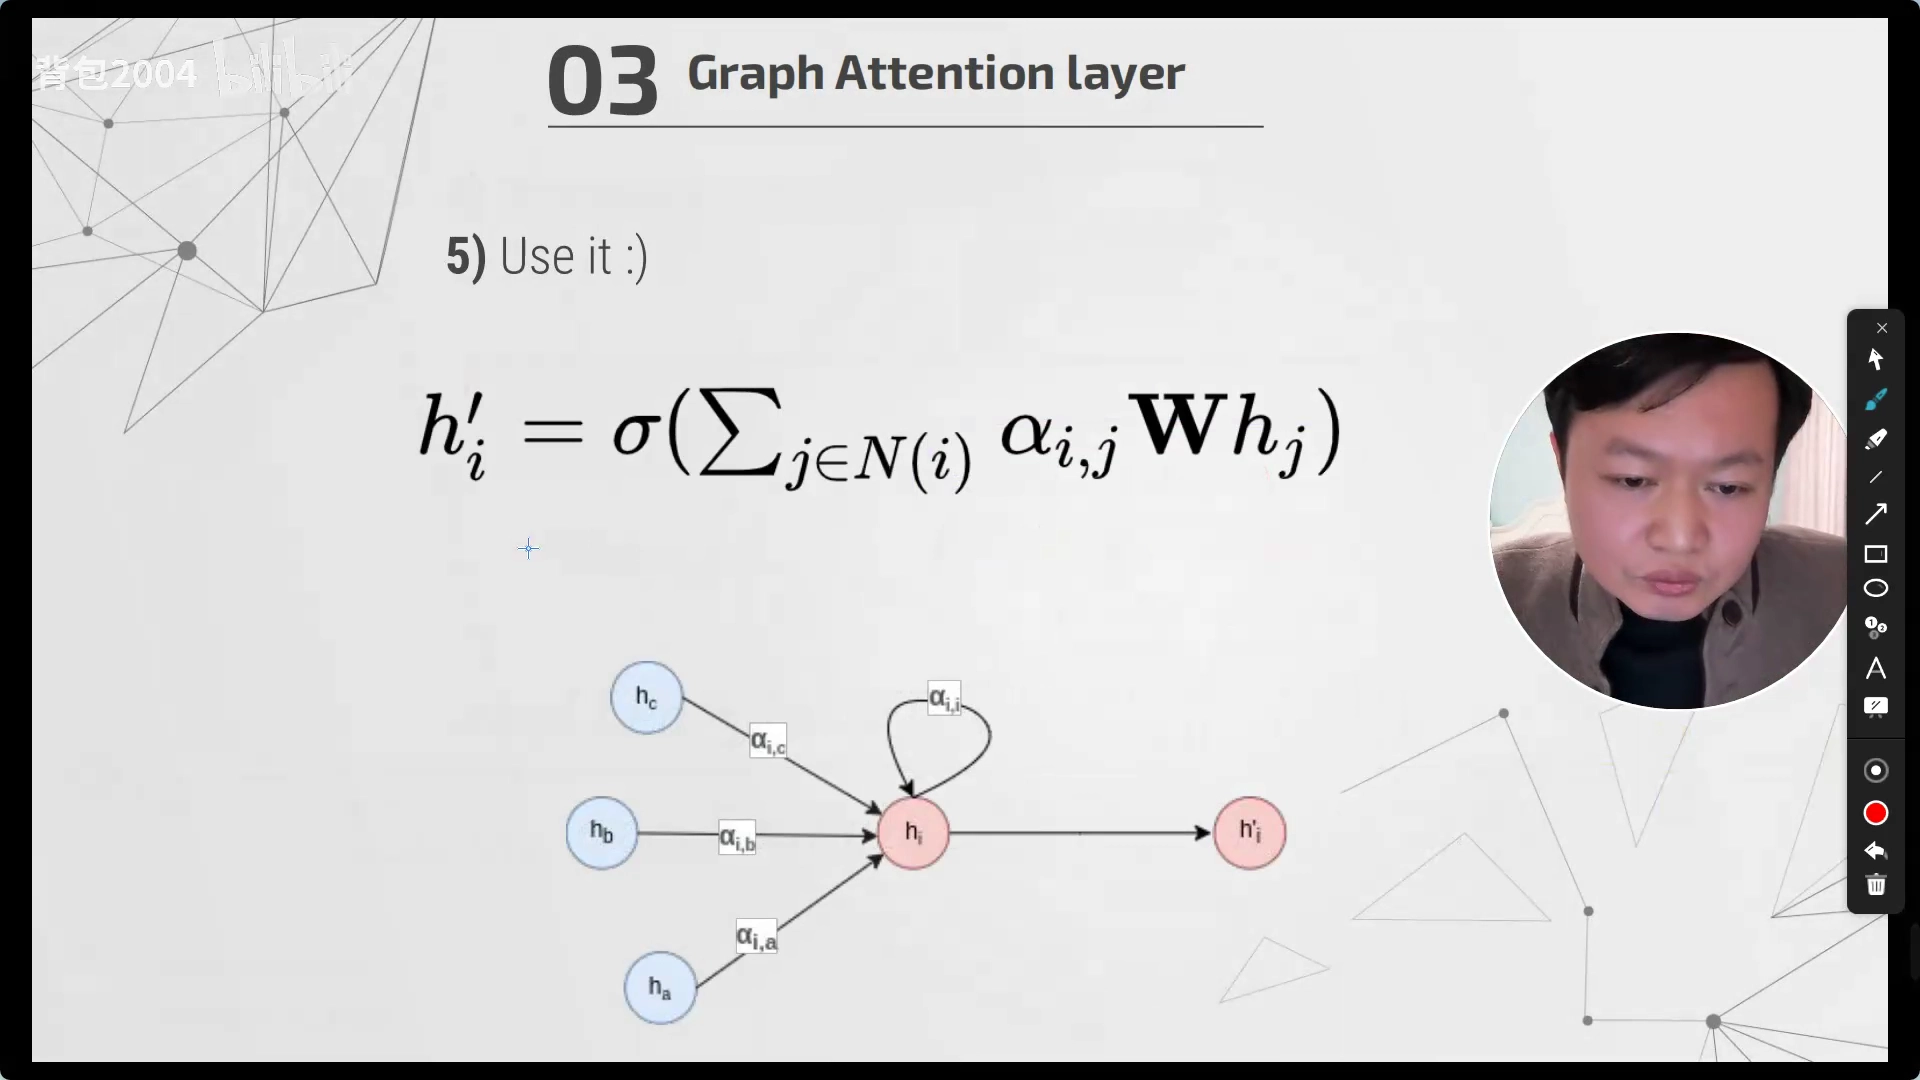 背包2004 bilibili
03 Graph Attention layer
5) Use it :)
h'_i = σ(∑_{j∈N(i)} α_{i,j} W h_j)
h_c
α_{i,i}
α_{i,c}
h_b
α_{i,b}
h_i
h'_i
α_{i,a}
h_a
A